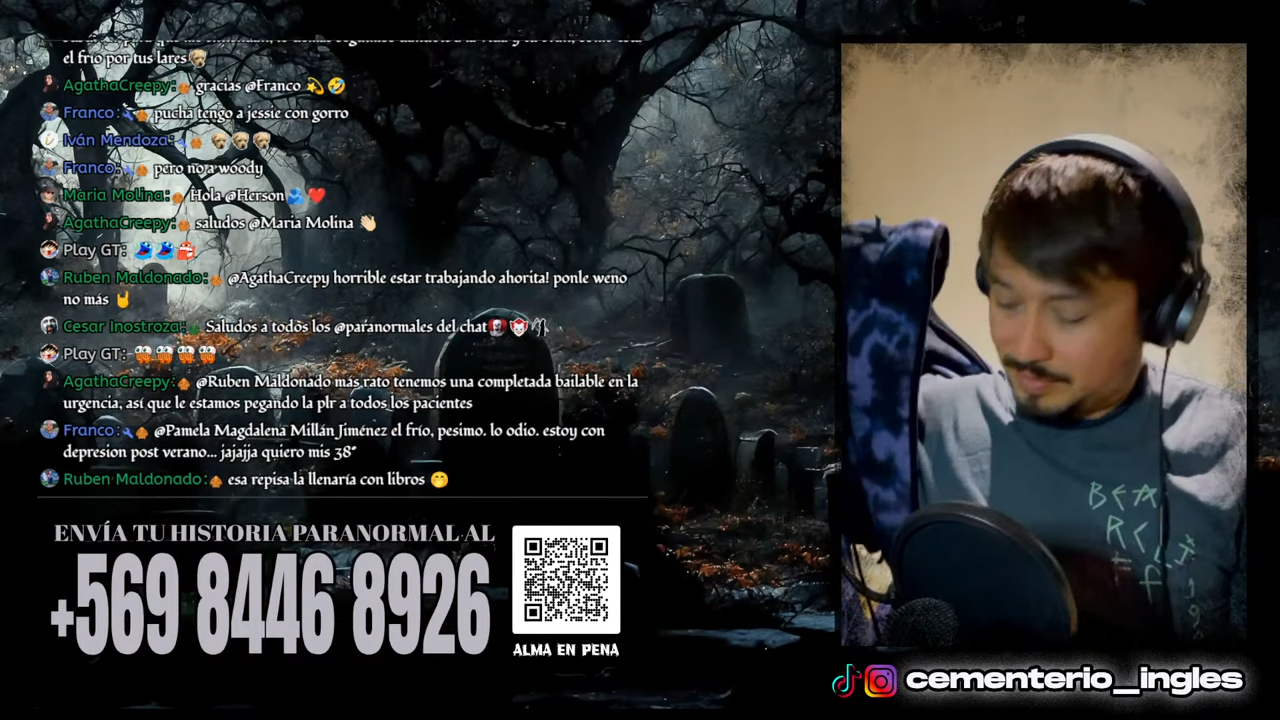 el frío por tus lares
AgathaCreepy: gracias @Franco
Franco: pucha tengo a jessie con gorro
Iván Mendoza:
Franco: pero no a woody
Maria Molina: Hola @Herson
AgathaCreepy: saludos @Maria Molina
Play GT:
Ruben Maldonado: @AgathaCreepy horrible estar trabajando ahorita! ponle weno
no más
Cesar Inostroza: Saludos a todos los @paranormales del chat
Play GT:
AgathaCreepy: @Ruben Maldonado más rato tenemos una completada bailable en la
urgencia, así que le estamos pegando la plr a todos los pacientes
Franco: @Pamela Magdalena Millán Jiménez el frío, pesimo. lo odio. estoy con
depresion post verano... jajajja quiero mis 38°
Ruben Maldonado: esa repisa la llenaría con libros
ENVÍA TU HISTORIA PARANORMAL AL
+569 8446 8926
ALMA EN PENA
BEA
cementerio_ingles